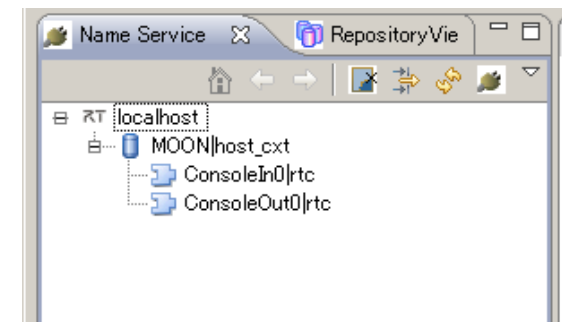 Name Service RepositoryVie
RT localhost
MOON|host_cxt
ConsoleIn0|rtc
ConsoleOut0|rtc